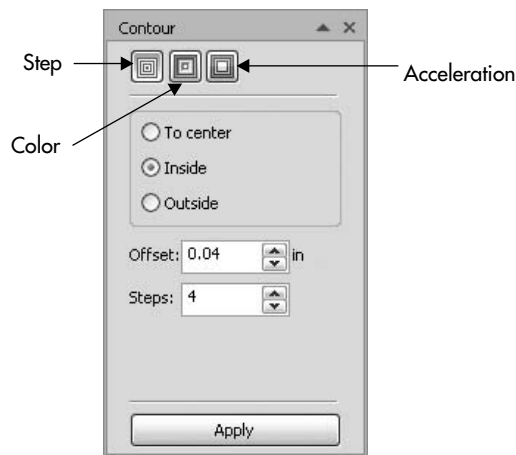 Contour
Step
Acceleration
Color
To center
Inside
Outside
Offset: 0.04 in
Steps: 4
Apply